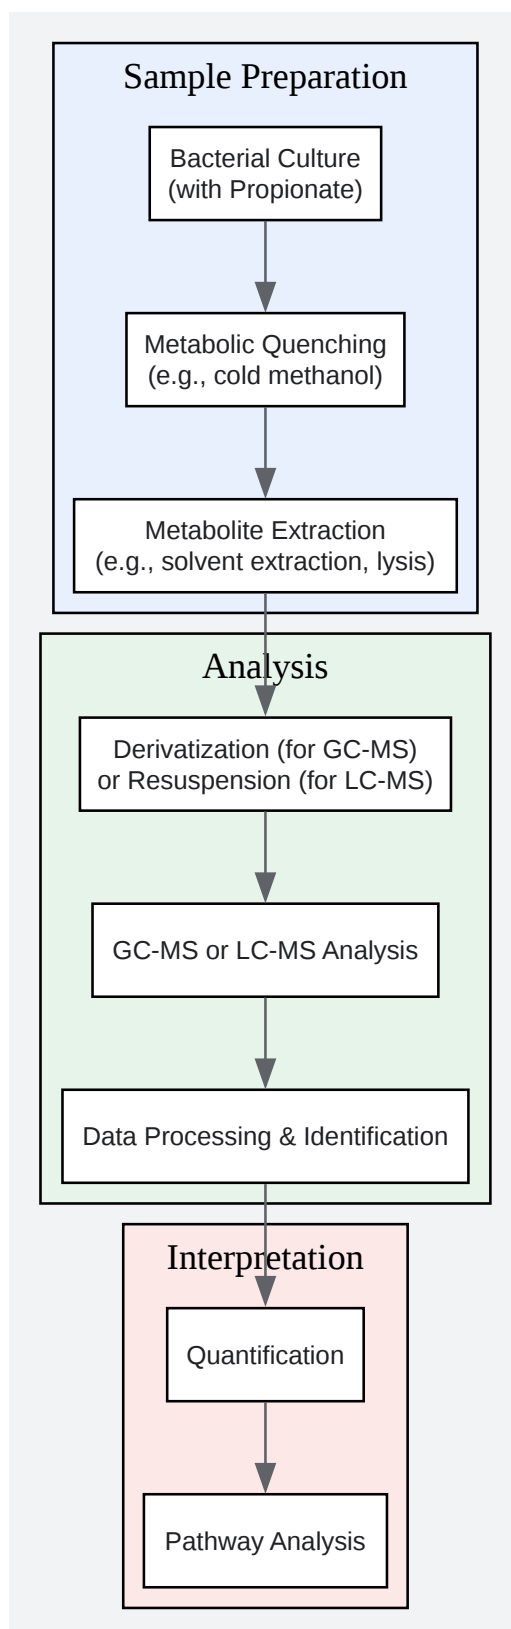 Sample Preparation
Bacterial Culture
(with Propionate)
Metabolic Quenching
(e.g., cold methanol)
Metabolite Extraction
(e.g., solvent extraction, lysis)
Analysis
Derivatization (for GC-MS)
or Resuspension (for LC-MS)
GC-MS or LC-MS Analysis
Data Processing & Identification
Interpretation
Quantification
Pathway Analysis